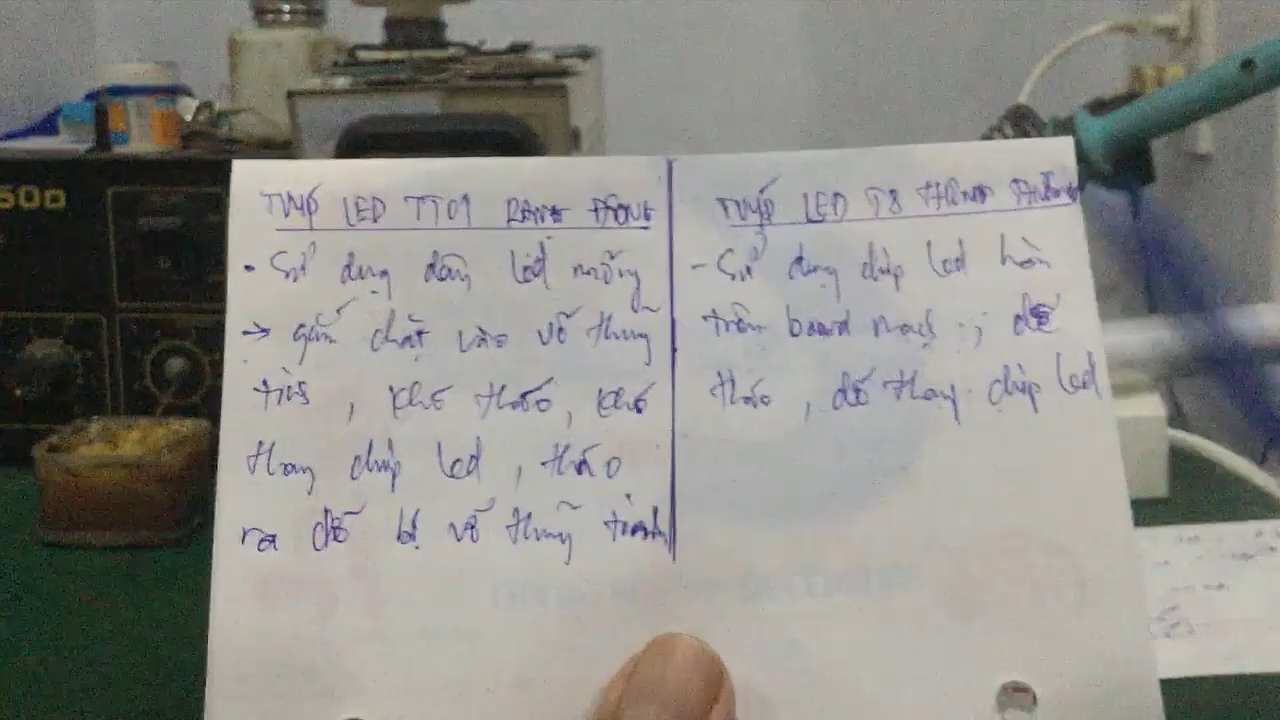 TUÝP LED TT01 RẠNG ĐÔNG
• Sử dụng dây led mỏng
→ gắn chặt vào vỏ thủy
tinh, khó tháo, khó
thay chip led, tháo
ra dễ bị vỡ thủy tinh
TUÝP LED T8 THÔNG THƯỜNG
- Sử dụng chip led hàn
trên board mạch; dễ
tháo, dễ thay chip led